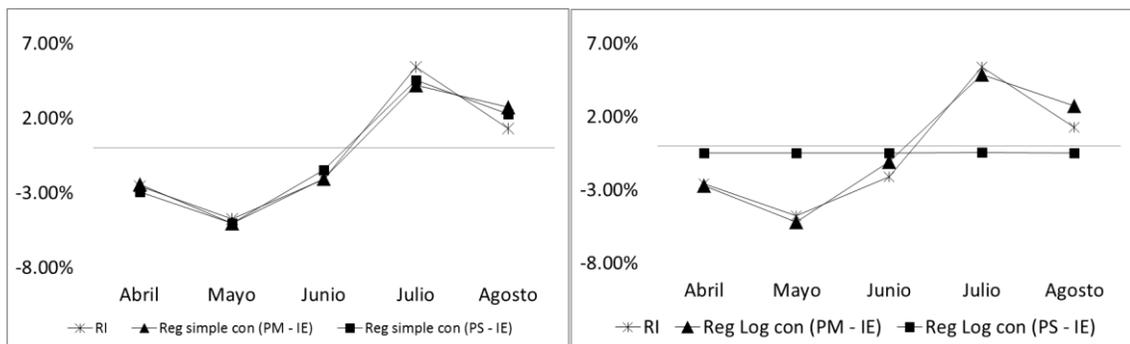 7.00%
2.00%
-3.00%
-8.00%
Abril Mayo Junio Julio Agosto
RI Reg simple con (PM - IE) Reg simple con (PS - IE)
7.00%
2.00%
-3.00%
-8.00%
Abril Mayo Junio Julio Agosto
RI Reg Log con (PM - IE) Reg Log con (PS - IE)